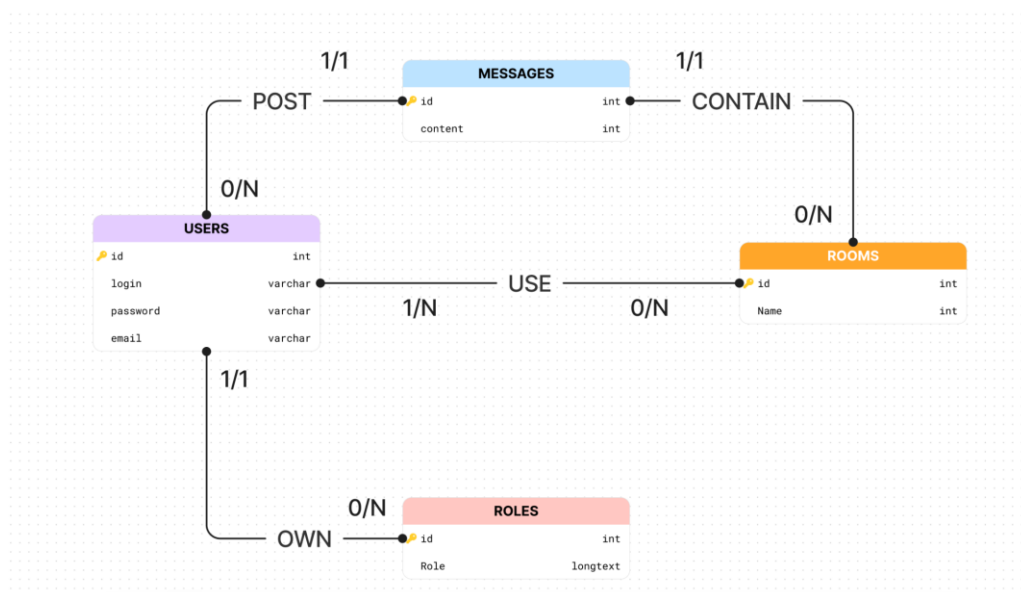 1/1
MESSAGES
1/1
POST
id int
CONTAIN
content int
0/N
0/N
USERS
id int
login varchar
password varchar
email varchar
ROOMS
id int
Name int
USE
1/N
0/N
1/1
0/N
ROLES
OWN
id int
Role longtext